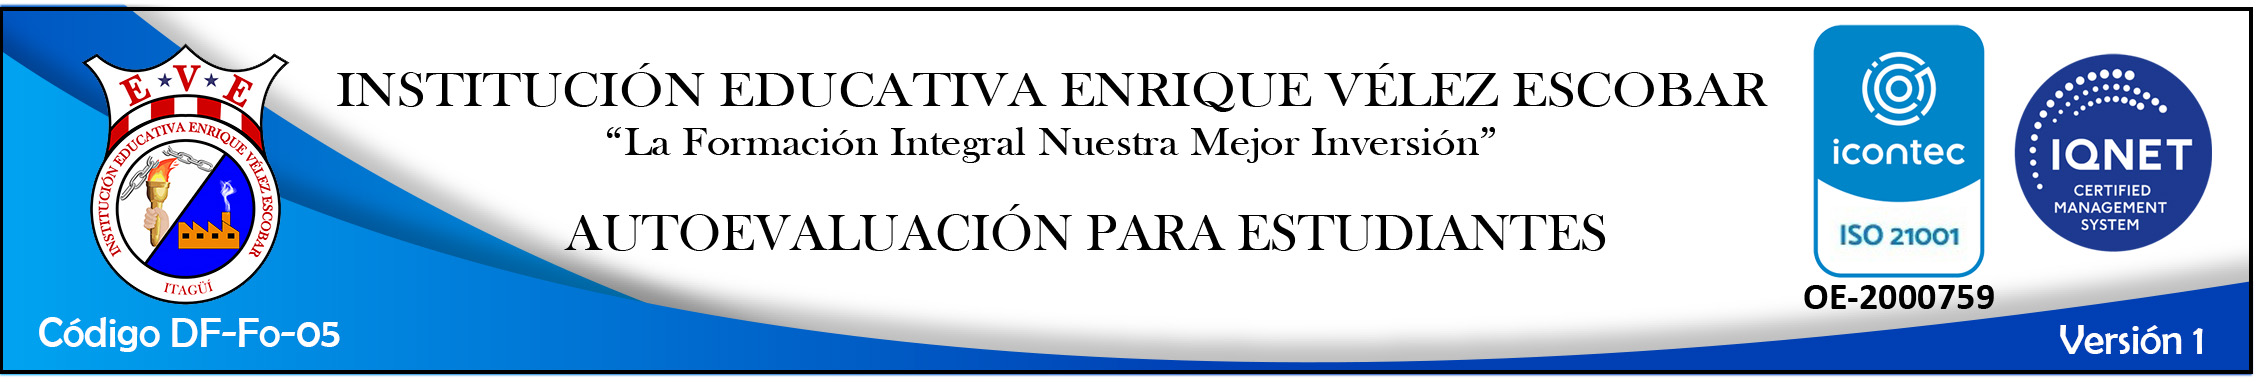 INSTITUCIÓN EDUCATIVA ENRIQUE VÉLEZ ESCOBAR
“La Formación Integral Nuestra Mejor Inversión”
AUTOEVALUACIÓN PARA ESTUDIANTES
E V E
INSTITUCIÓN EDUCATIVA ENRIQUE VÉLEZ ESCOBAR
ITAGÜÍ
Código DF-Fo-05
icontec
ISO 21001
OE-2000759
IQNET
CERTIFIED
MANAGEMENT
SYSTEM
Versión 1